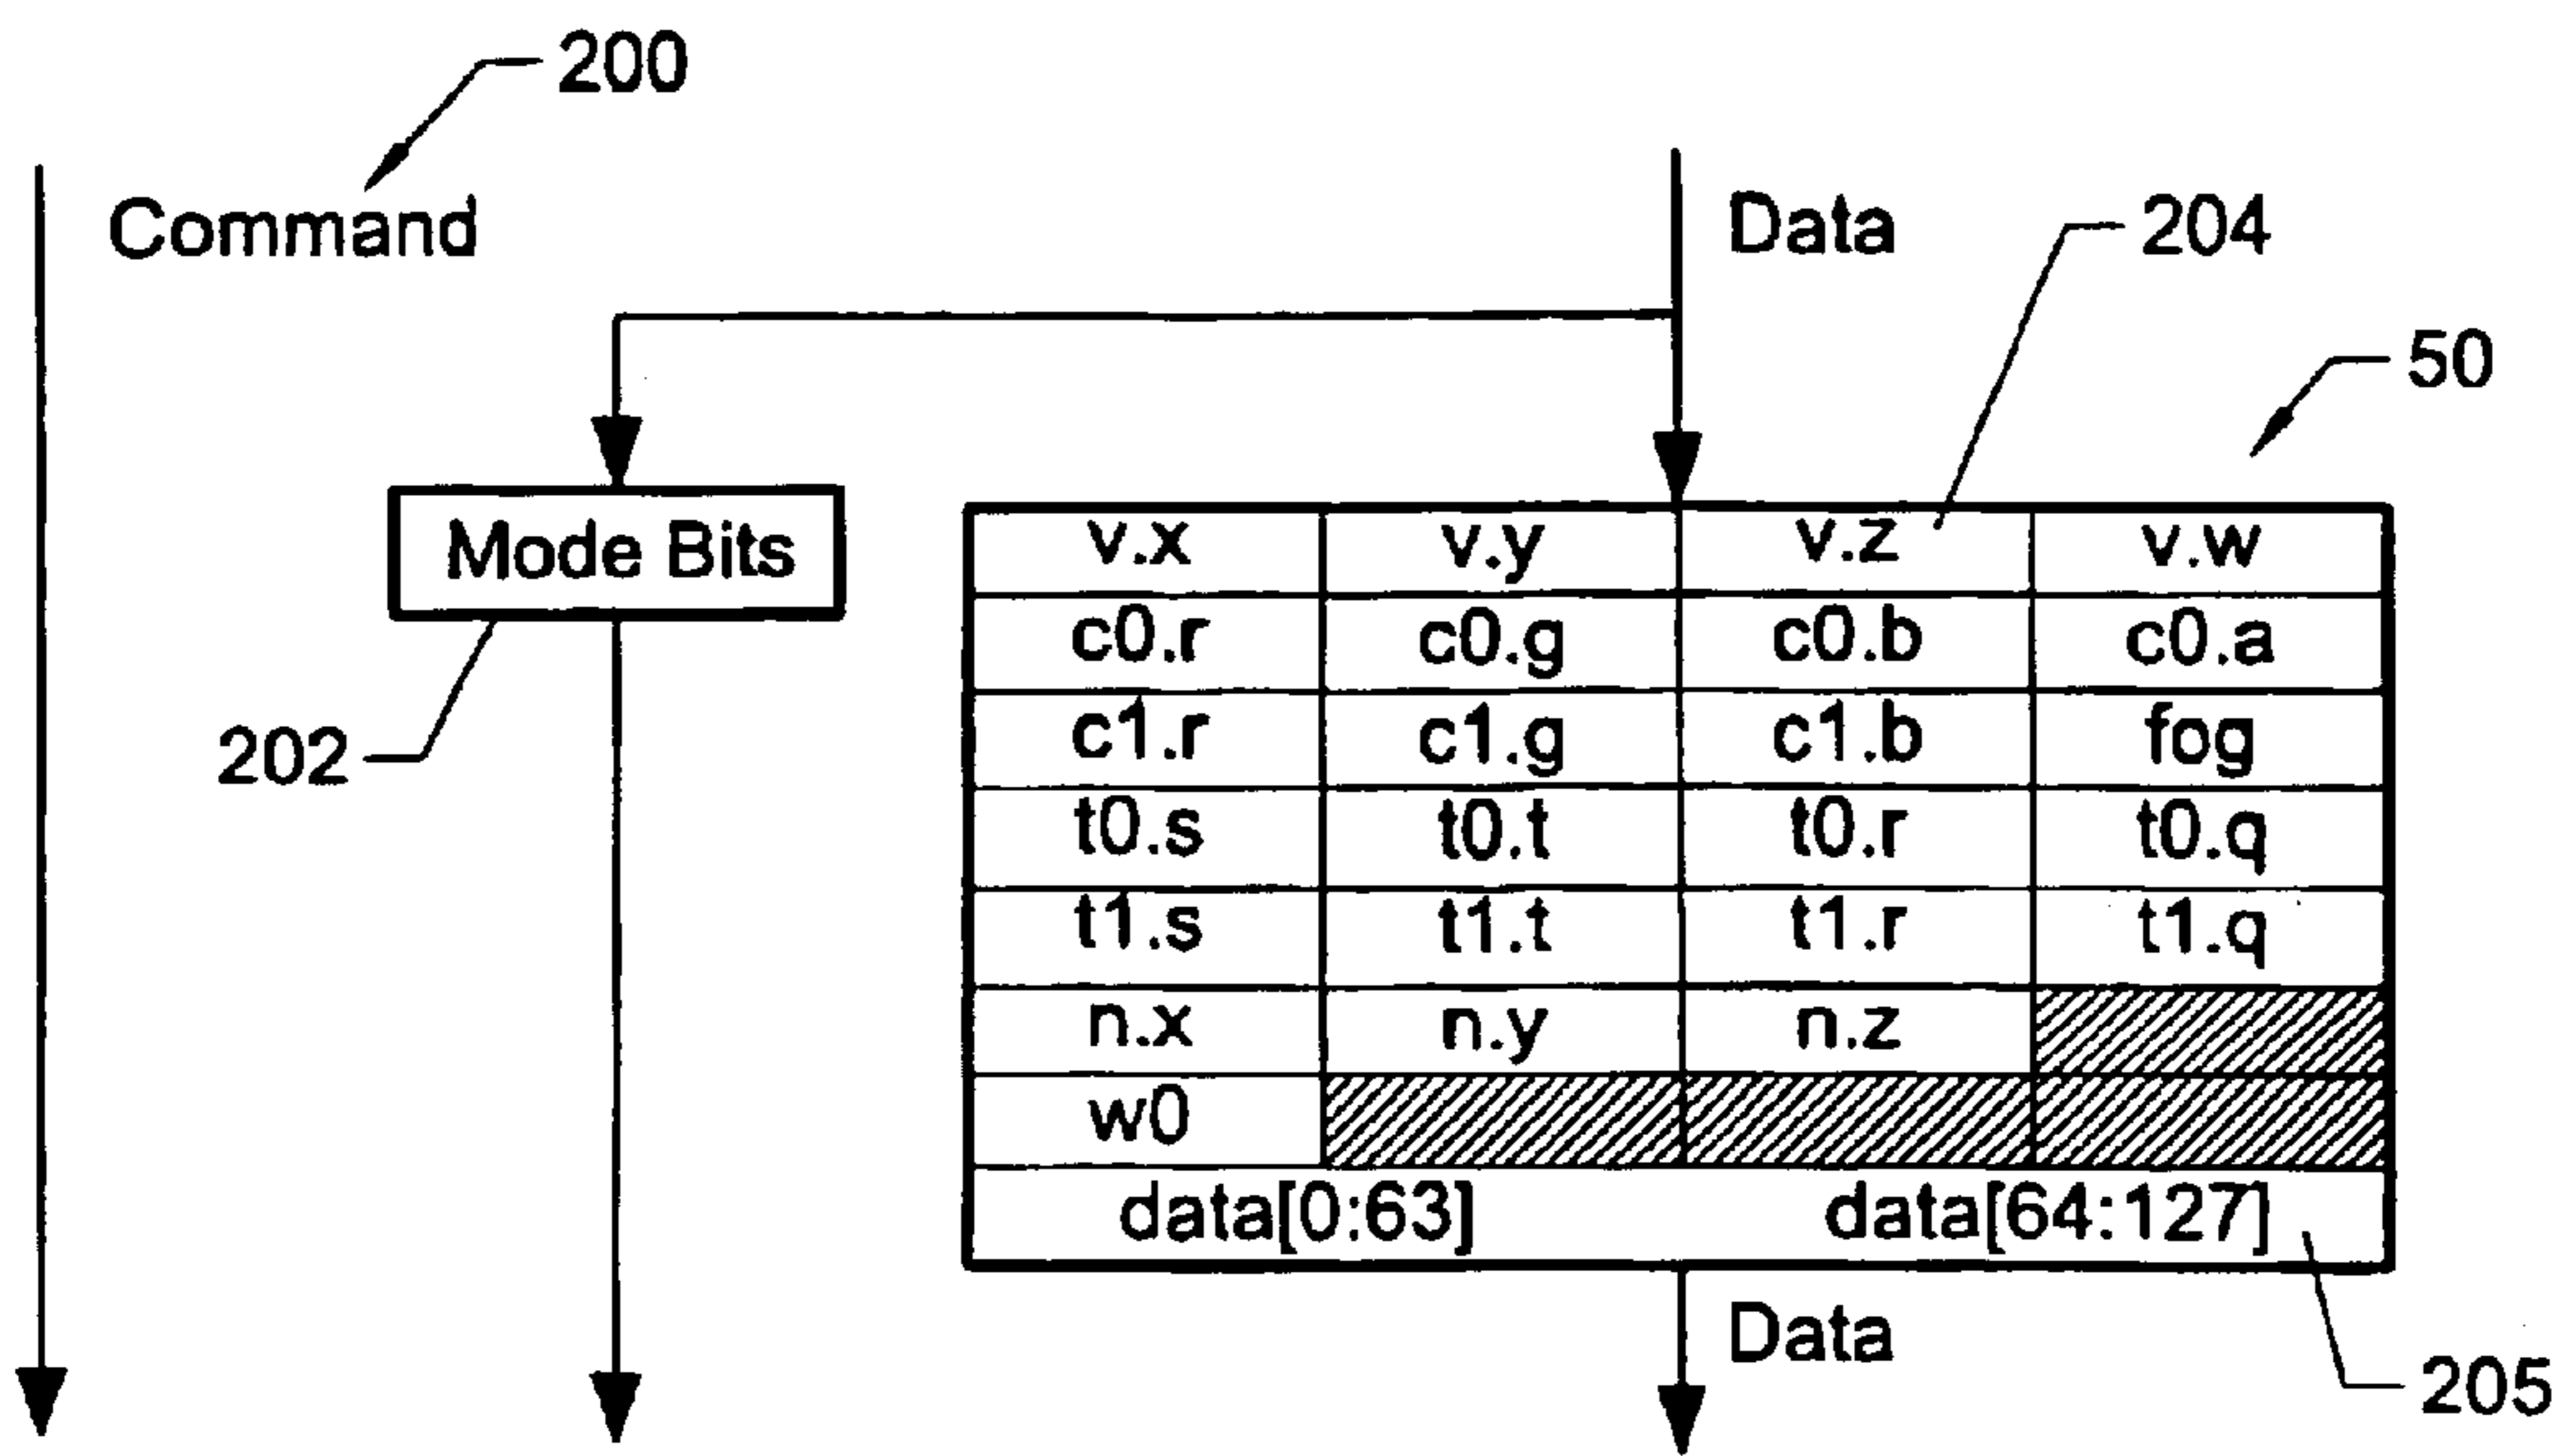 200
Command
Data
204
50
Mode Bits
202
v.x v.y v.z v.w
c0.r c0.g c0.b c0.a
c1.r c1.g c1.b fog
t0.s t0.t t0.r t0.q
t1.s t1.t t1.r t1.q
n.x n.y n.z
w0
data[0:63] data[64:127]
Data
205